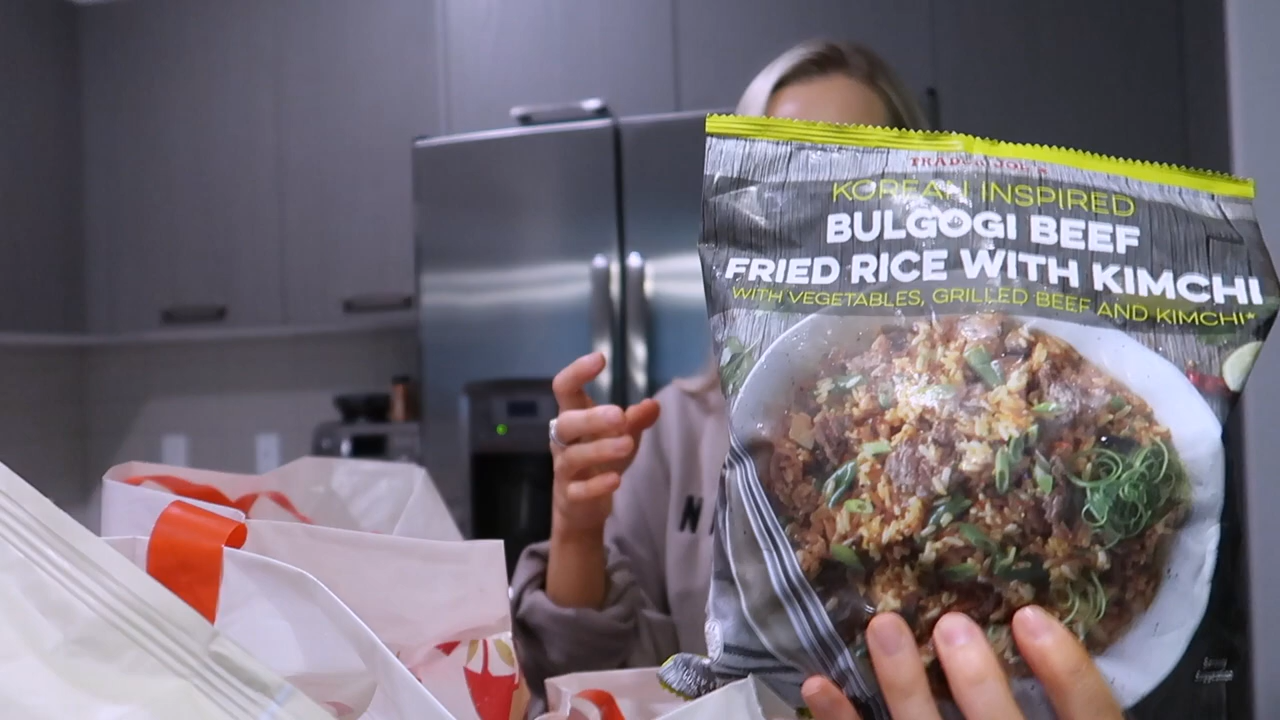 TRADER JOE'S
KOREAN INSPIRED
BULGOGI BEEF
FRIED RICE WITH KIMCHI
WITH VEGETABLES, GRILLED BEEF AND KIMCHI*
N